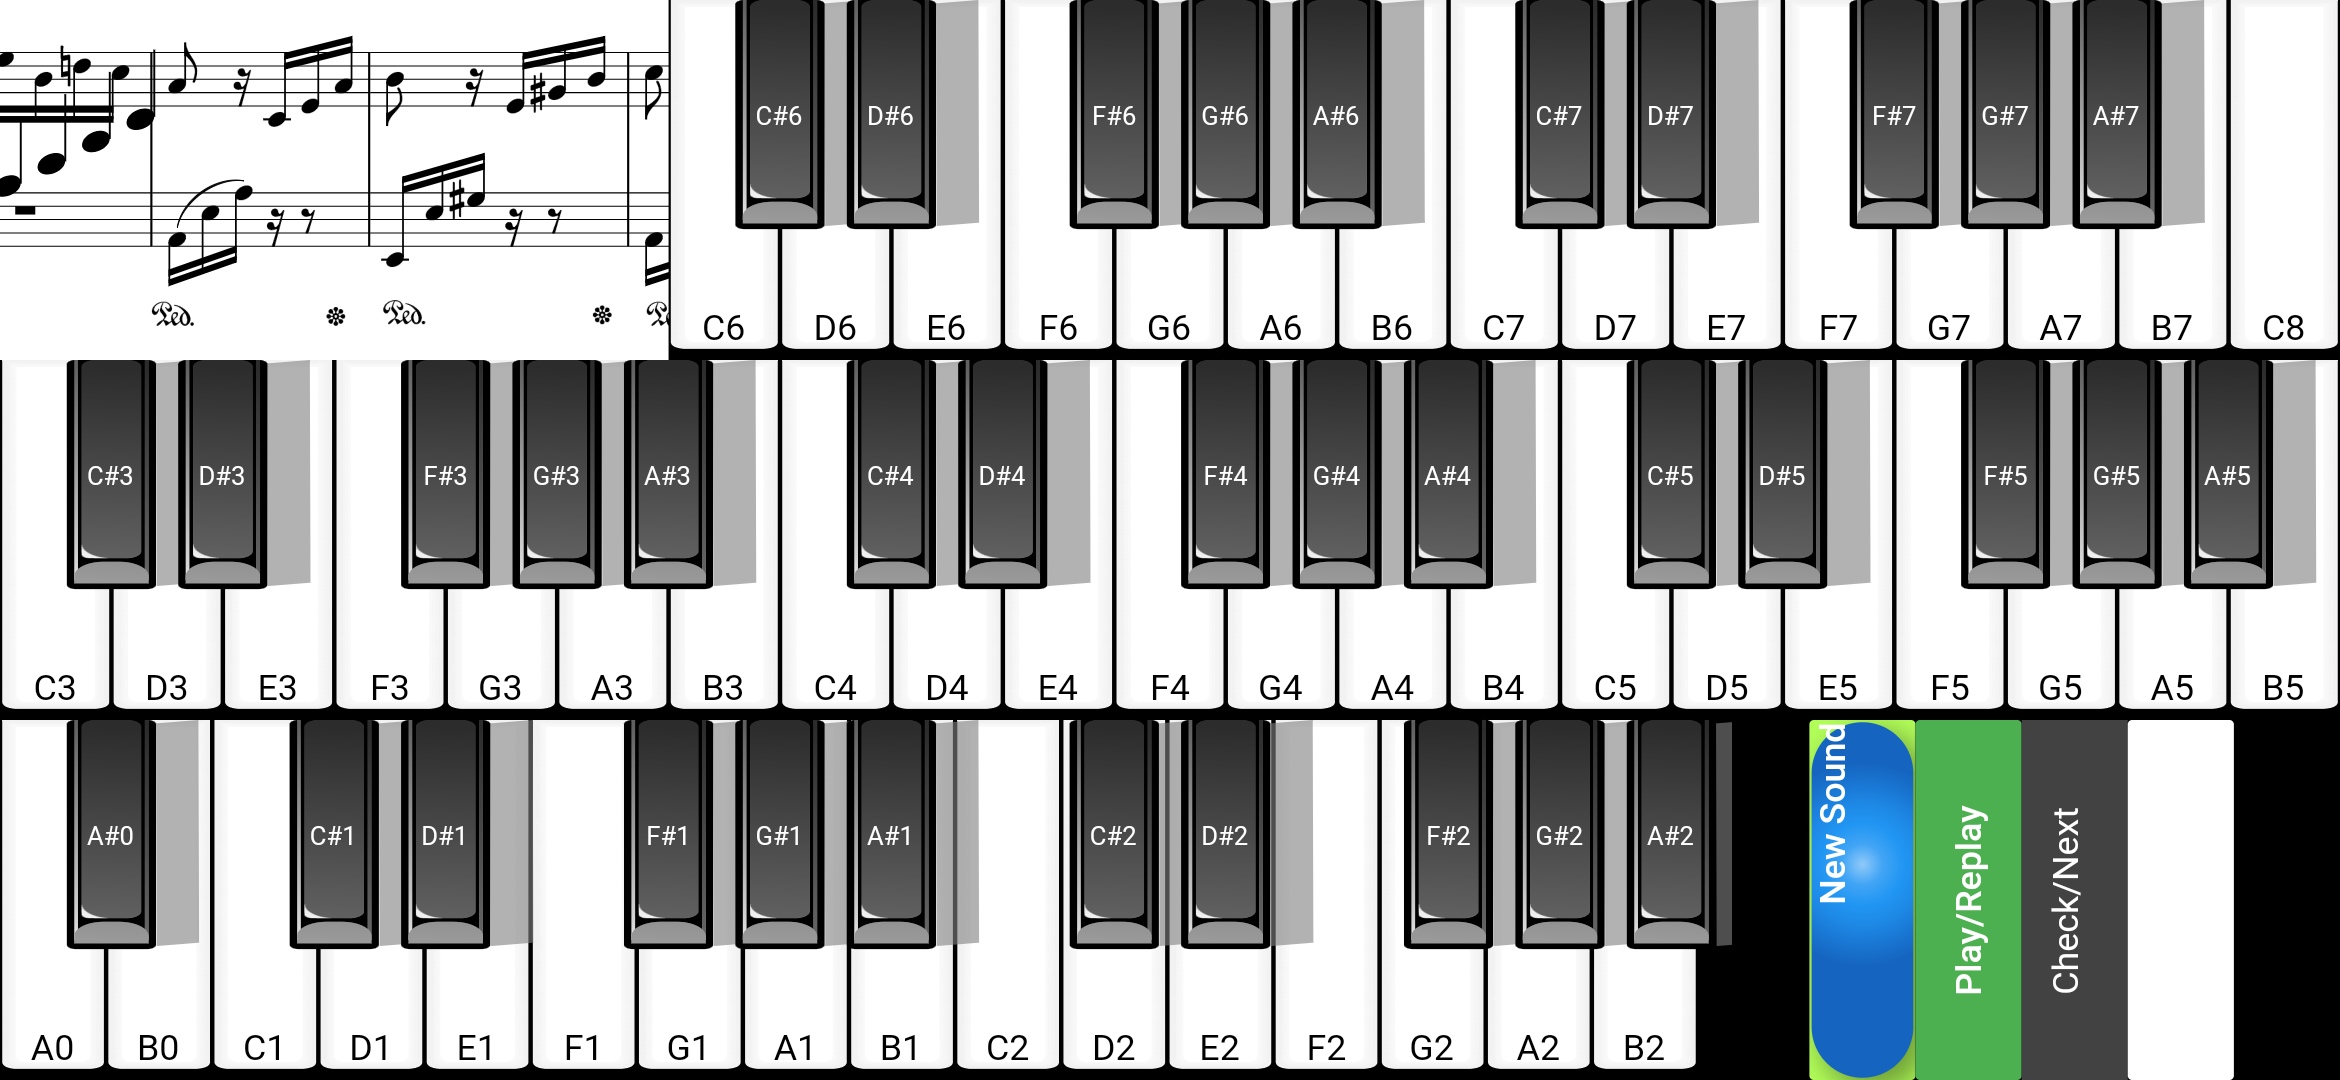 C#6 D#6 F#6 G#6 A#6 C#7 D#7 F#7 G#7 A#7
Ped. Ped.
C6 D6 E6 F6 G6 A6 B6 C7 D7 E7 F7 G7 A7 B7 C8
C#3 D#3 F#3 G#3 A#3 C#4 D#4 F#4 G#4 A#4 C#5 D#5 F#5 G#5 A#5
C3 D3 E3 F3 G3 A3 B3 C4 D4 E4 F4 G4 A4 B4 C5 D5 E5 F5 G5 A5 B5
A#0 C#1 D#1 F#1 G#1 A#1 C#2 D#2 F#2 G#2 A#2
A0 B0 C1 D1 E1 F1 G1 A1 B1 C2 D2 E2 F2 G2 A2 B2
New Sound
Play/Replay
Check/Next